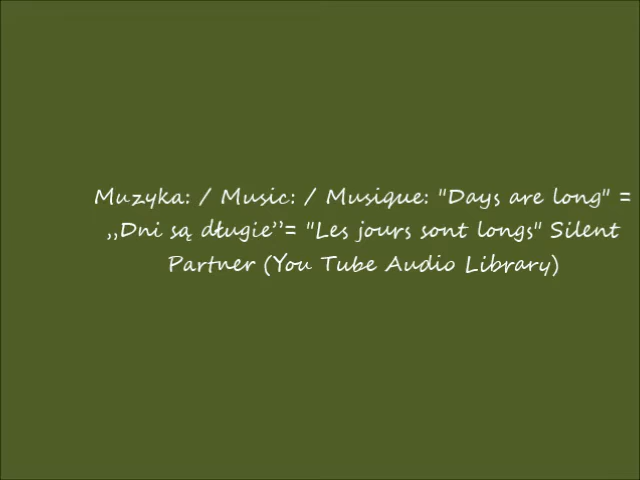 Muzyka: / Music: / Musique: "Days are long" =
„Dni są długie”= "Les jours sont longs" Silent
Partner (You Tube Audio Library)